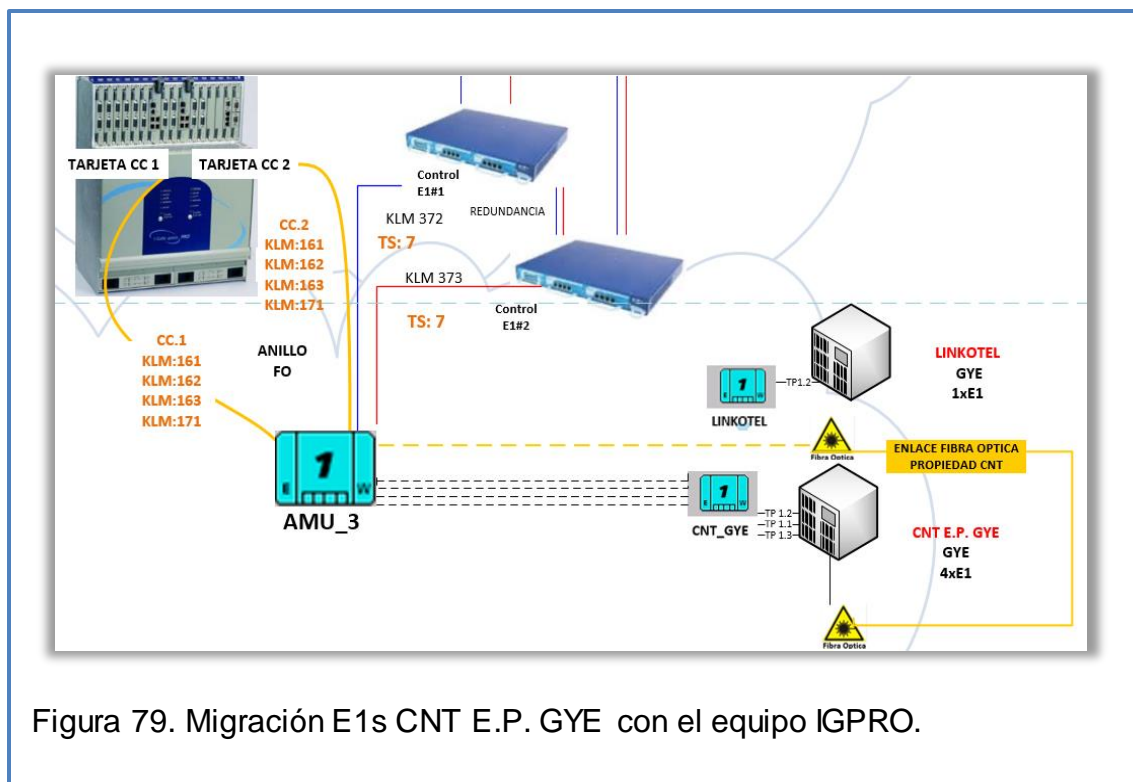 TARJETA CC 1
TARJETA CC 2
Control
E1#1
REDUNDANCIA
KLM 372
TS: 7
CC.2
KLM:161
KLM:162
KLM:163
KLM:171
KLM 373
TS: 7
Control
E1#2
CC.1
KLM:161
KLM:162
KLM:163
KLM:171
ANILLO
FO
LINKOTEL
GYE
1xE1
1
E
W
TP1.2
LINKOTEL
Fibra Optica
ENLACE FIBRA OPTICA
PROPIEDAD CNT
1
E
W
AMU_3
1
E
W
CNT_GYE
TP 1.2
TP 1.1
TP 1.3
CNT E.P. GYE
GYE
4xE1
Fibra Optica
Figura 79. Migración E1s CNT E.P. GYE con el equipo IGPRO.